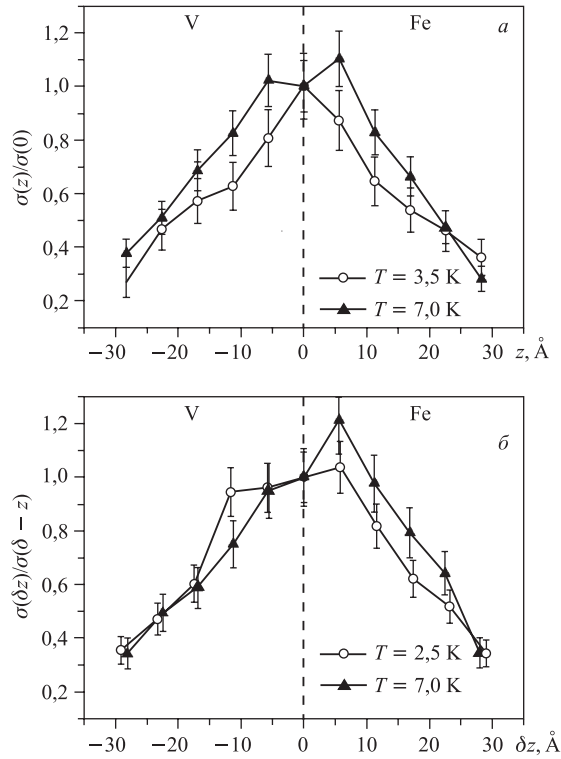 V Fe а
1,2
1,0
0,8
0,6
0,4
0,2
σ(z)/σ(0)
T = 3,5 K
T = 7,0 K
−30 −20 −10 0 10 20 30 z, Å
V Fe б
1,2
1,0
0,8
0,6
0,4
0,2
σ(δz)/σ(δ − z)
T = 2,5 K
T = 7,0 K
−30 −20 −10 0 10 20 30 δz, Å